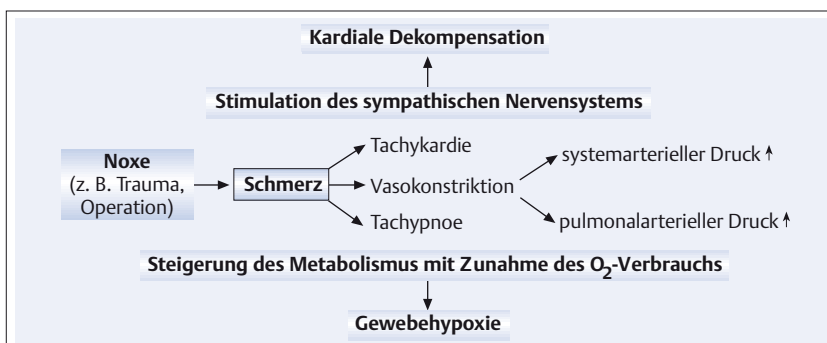 Kardiale Dekompensation
Stimulation des sympathischen Nervensystems
Noxe
(z. B. Trauma,
Operation)
Schmerz
Tachykardie
Vasokonstriktion
Tachypnoe
systemarterieller Druck ↑
pulmonalarterieller Druck ↑
Steigerung des Metabolismus mit Zunahme des O₂-Verbrauchs
Gewebehypoxie